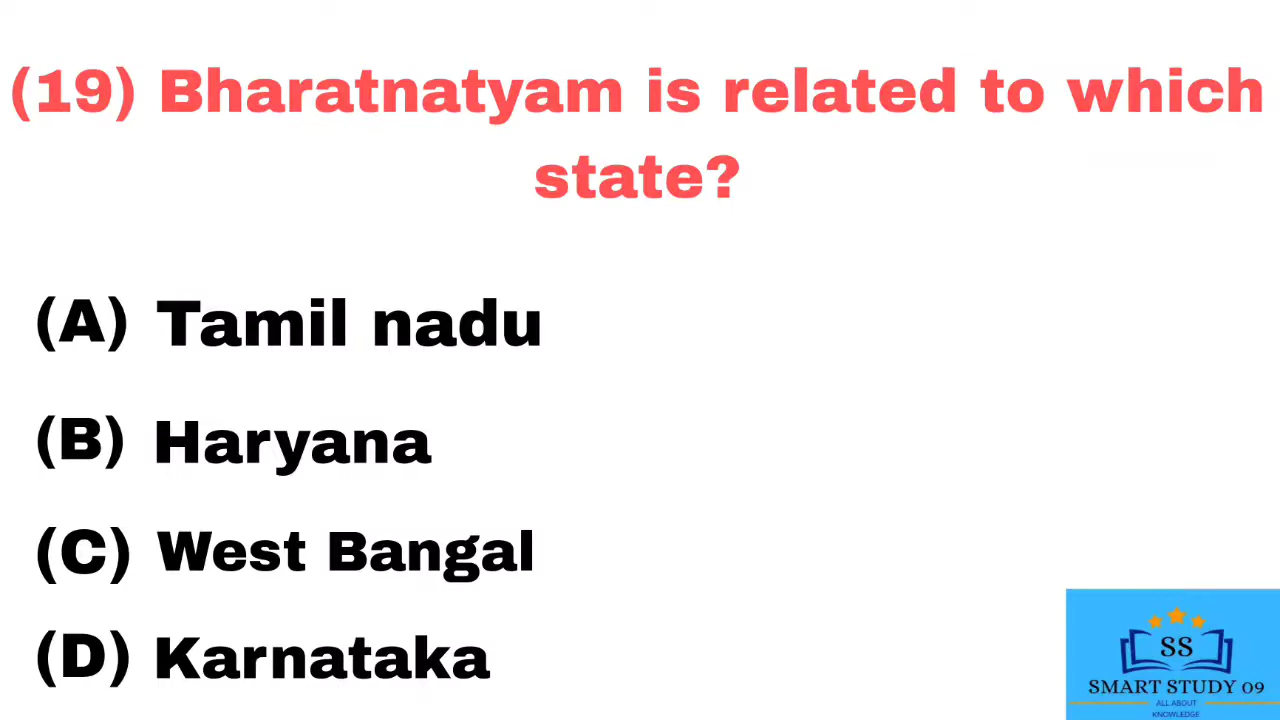 (19) Bharatnatyam is related to which
state?
(A) Tamil nadu
(B) Haryana
(C) West Bangal
(D) Karnataka
SS
SMART STUDY 09
ALL ABOUT
KNOWLEDGE